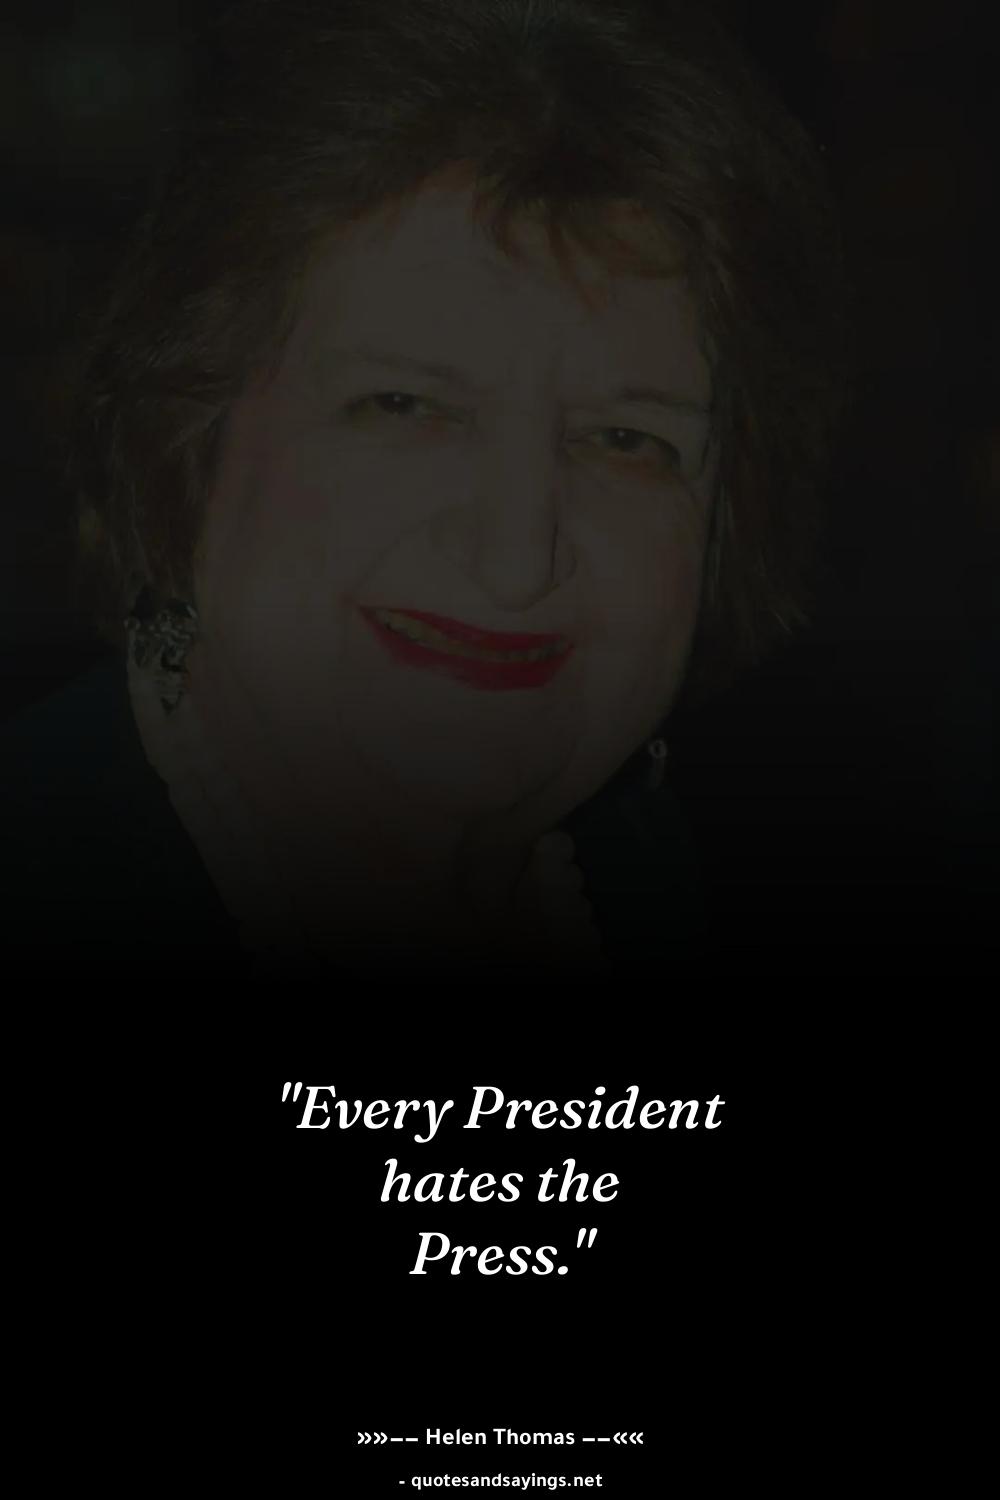 "Every President
hates the
Press."
»»−− Helen Thomas −−««
- quotesandsayings.net